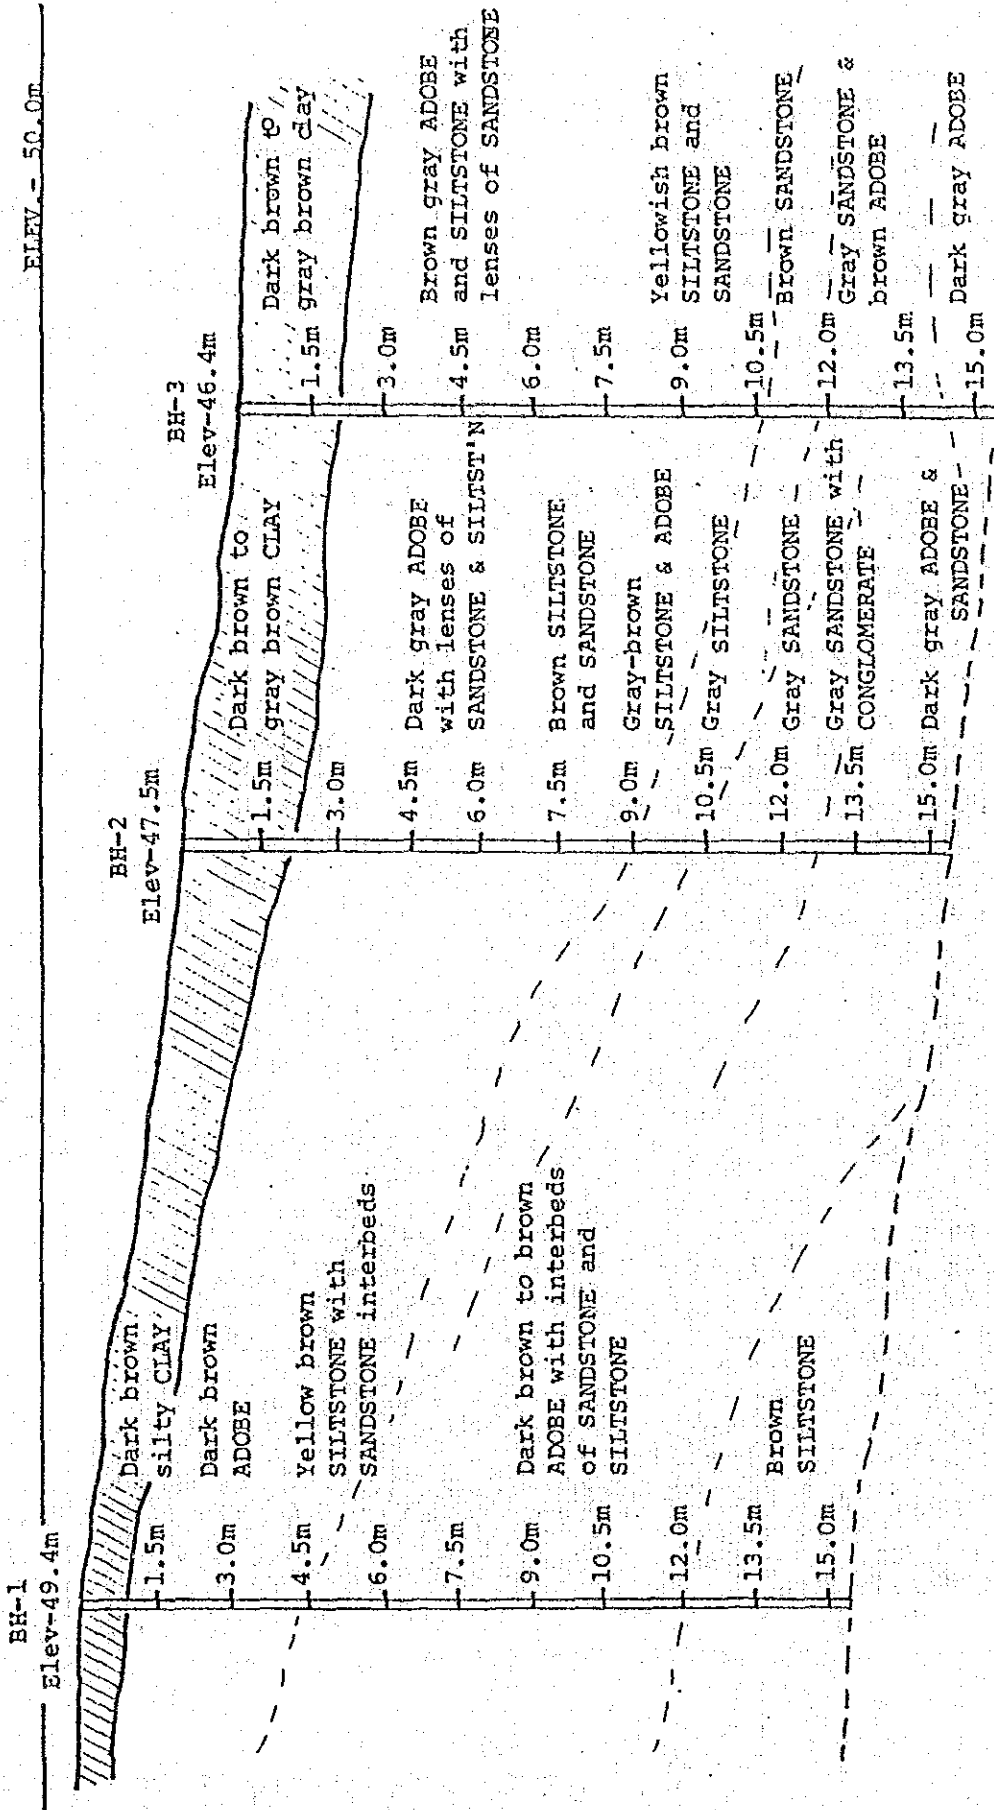 ELEV.- 50.0m
BH-1
Elev-49.4m
Dark brown
silty CLAY
Dark brown
ADOBE
Yellow brown
SILTSTONE with
SANDSTONE interbeds
Dark brown to brown
ADOBE with interbeds
of SANDSTONE and
SILTSTONE
Brown
SILTSTONE
1.5m
3.0m
4.5m
6.0m
7.5m
9.0m
10.5m
12.0m
13.5m
15.0m
BH-2
Elev-47.5m
Dark brown to
gray brown CLAY
Dark gray ADOBE
with lenses of
SANDSTONE & SILTST'N
Brown SILTSTONE
and SANDSTONE
Gray-brown
SILTSTONE & ADOBE
Gray SILTSTONE
Gray SANDSTONE
Gray SANDSTONE with
CONGLOMERATE
Dark gray ADOBE &
SANDSTONE
1.5m
3.0m
4.5m
6.0m
7.5m
9.0m
10.5m
12.0m
13.5m
15.0m
BH-3
Elev-46.4m
Dark brown to
gray brown day
Brown gray ADOBE
and SILTSTONE with
lenses of SANDSTONE
Yellowish brown
SILTSTONE and
SANDSTONE
Brown SANDSTONE
Gray SANDSTONE &
brown ADOBE
Dark gray ADOBE
1.5m
3.0m
4.5m
6.0m
7.5m
9.0m
10.5m
12.0m
13.5m
15.0m